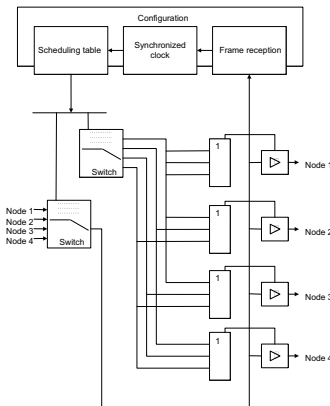 Configuration
Scheduling table
Synchronized
clock
Frame reception
1
Switch
Node 1
Node 1
Node 2
Node 3
Node 4
Switch
1
Node 2
1
Node 3
1
Node 4